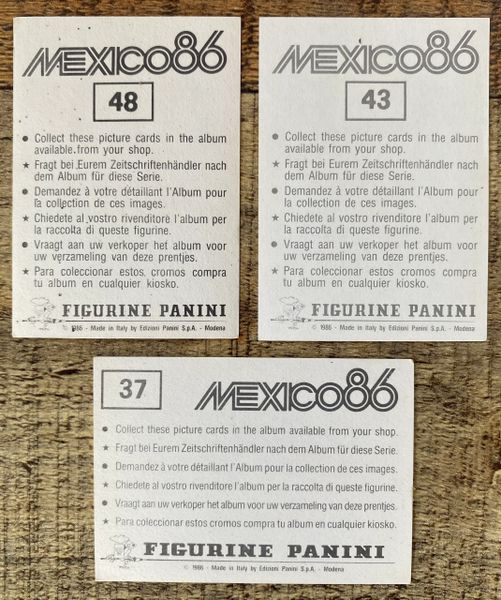 MEXICO86
48
● Collect these picture cards in the album
available from your shop.
★ Fragt bei Eurem Zeitschriftenhändler nach
dem Album für diese Serie.
● Demandez à votre détaillant l'Album pour
la collection de ces images.
★ Chiedete al vostro rivenditore l'album per
la raccolta di queste figurine.
● Vraagt aan uw verkoper het album voor
uw verzameling van deze prentjes.
★ Para coleccionar estos cromos compra
tu album en cualquier kiosko.
FIGURINE PANINI
© 1986 - Made in Italy by Edizioni Panini S.p.A. - Modena
MEXICO86
43
● Collect these picture cards in the album
available from your shop.
★ Fragt bei Eurem Zeitschriftenhändler nach
dem Album für diese Serie.
● Demandez à votre détaillant l'Album pour
la collection de ces images.
★ Chiedete al vostro rivenditore l'album per
la raccolta di queste figurine.
● Vraagt aan uw verkoper het album voor
uw verzameling van deze prentjes.
★ Para coleccionar estos cromos compra
tu album en cualquier kiosko.
FIGURINE PANINI
© 1986 - Made in Italy by Edizioni Panini S.p.A. - Modena
37 MEXICO86
● Collect these picture cards in the album available from your shop.
★ Fragt bei Eurem Zeitschriftenhändler nach dem Album für diese Serie.
● Demandez à votre détaillant l'Album pour la collection de ces images.
★ Chiedete al vostro rivenditore l'album per la raccolta di queste figurine.
● Vraagt aan uw verkoper het album voor uw verzameling van deze prentjes.
★ Para coleccionar estos cromos compra tu album en cualquier kiosko.
FIGURINE PANINI
© 1986 - Made in Italy by Edizioni Panini S.p.A. - Modena